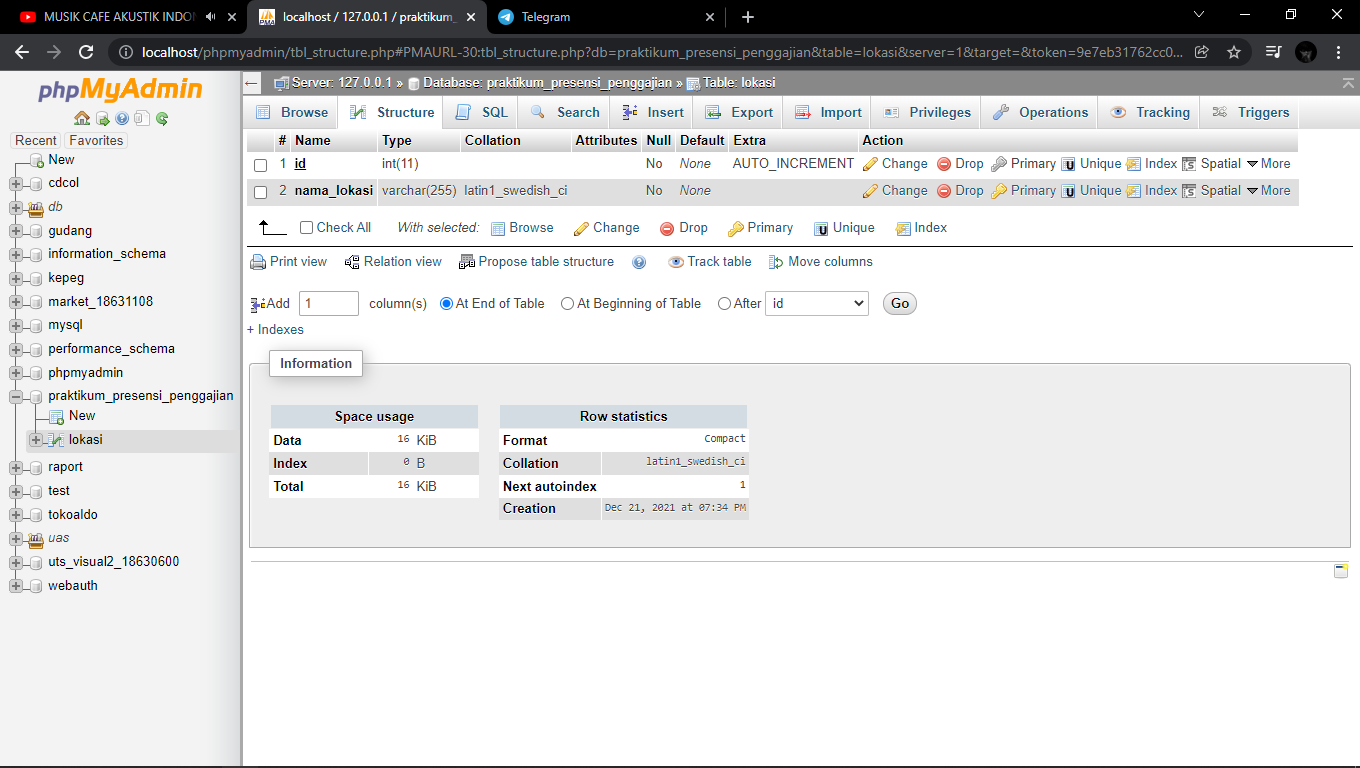 MUSIK CAFE AKUSTIK INDON
localhost / 127.0.0.1 / praktikum_
Telegram
localhost/phpmyadmin/tbl_structure.php#PMAURL-30:tbl_structure.php?db=praktikum_presensi_penggajian&table=lokasi&server=1&target=&token=9e7eb31762cc0...
phpMyAdmin
Recent Favorites
New
cdcol
db
gudang
information_schema
kepeg
market_18631108
mysql
performance_schema
phpmyadmin
praktikum_presensi_penggajian
New
lokasi
raport
test
tokoaldo
uas
uts_visual2_18630600
webauth
Server: 127.0.0.1 » Database: praktikum_presensi_penggajian » Table: lokasi
Browse Structure SQL Search Insert Export Import Privileges Operations Tracking Triggers
# Name Type Collation Attributes Null Default Extra Action
1 id int(11) No None AUTO_INCREMENT Change Drop Primary Unique Index Spatial More
2 nama_lokasi varchar(255) latin1_swedish_ci No None Change Drop Primary Unique Index Spatial More
Check All With selected: Browse Change Drop Primary Unique Index
Print view Relation view Propose table structure Track table Move columns
Add 1 column(s) At End of Table At Beginning of Table After id Go
+ Indexes
Information
Space usage
Data 16 KiB
Index 0 B
Total 16 KiB
Row statistics
Format Compact
Collation latin1_swedish_ci
Next autoindex 1
Creation Dec 21, 2021 at 07:34 PM